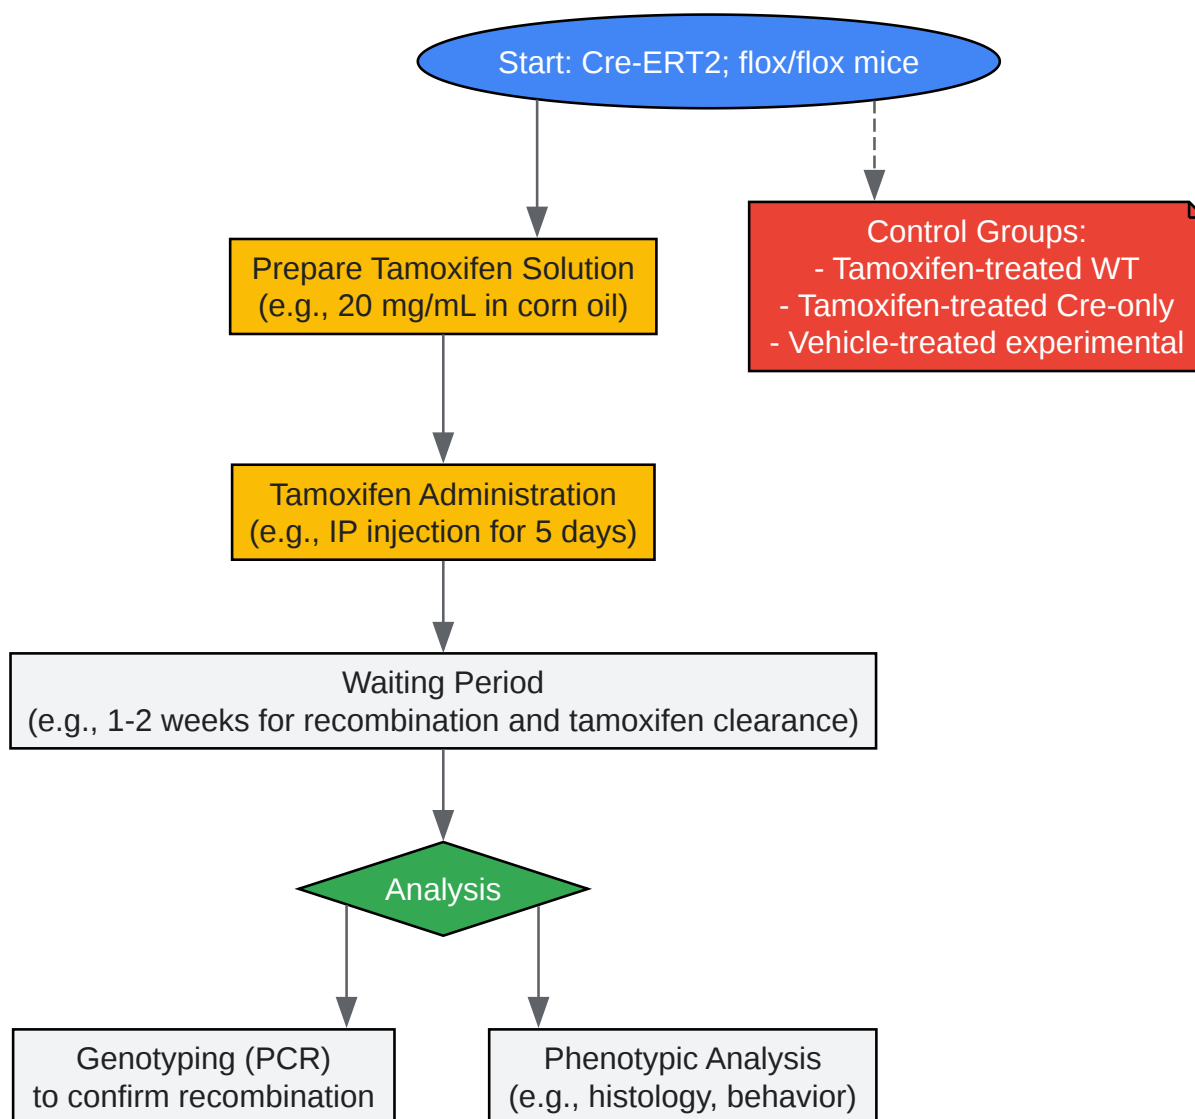 Start: Cre-ERT2; flox/flox mice
Control Groups:
- Tamoxifen-treated WT
- Tamoxifen-treated Cre-only
- Vehicle-treated experimental
Prepare Tamoxifen Solution
(e.g., 20 mg/mL in corn oil)
Tamoxifen Administration
(e.g., IP injection for 5 days)
Waiting Period
(e.g., 1-2 weeks for recombination and tamoxifen clearance)
Analysis
Genotyping (PCR)
to confirm recombination
Phenotypic Analysis
(e.g., histology, behavior)